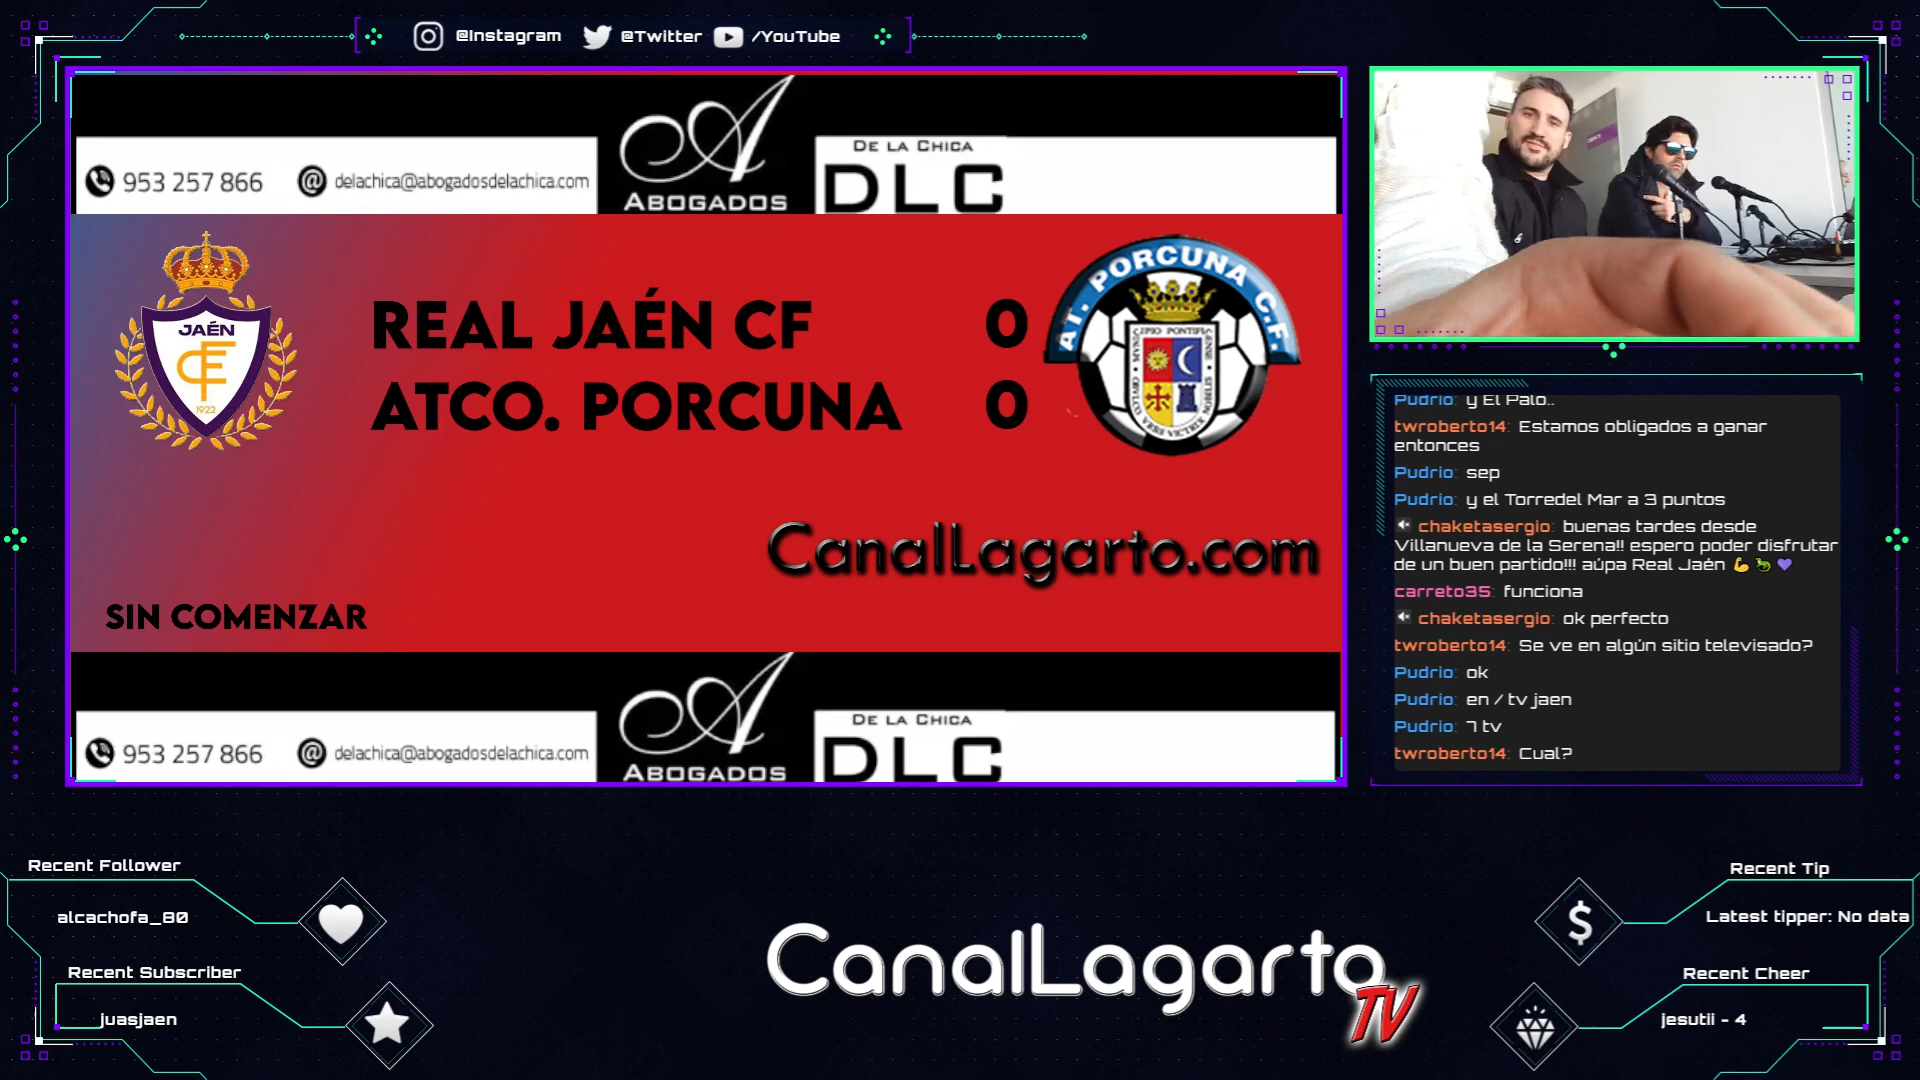 @Instagram
@Twitter
/YouTube
953 257 866
delachica@abogadosdelachica.com
A
ABOGADOS
DE LA CHICA
DLC
JAÉN
CF
1922
REAL JAÉN CF 0
ATCO. PORCUNA 0
AT. PORCUNA C.F.
CanalLagarto.com
SIN COMENZAR
953 257 866
delachica@abogadosdelachica.com
A
ABOGADOS
DE LA CHICA
DLC
Pudrio: y El Palo..
twroberto14: Estamos obligados a ganar
entonces
Pudrio: sep
Pudrio: y el Torredel Mar a 3 puntos
chaketasergio: buenas tardes desde
Villanueva de la Serena!! espero poder disfrutar
de un buen partido!!! aúpa Real Jaén 💪🐉💜
carreto35: funciona
chaketasergio: ok perfecto
twroberto14: Se ve en algún sitio televisado?
Pudrio: ok
Pudrio: en / tv jaen
Pudrio: 7 tv
twroberto14: Cual?
Recent Follower
alcachofa_80
Recent Subscriber
juasjaen
CanalLagarto
TV
Recent Tip
Latest tipper: No data
Recent Cheer
jesutii - 4